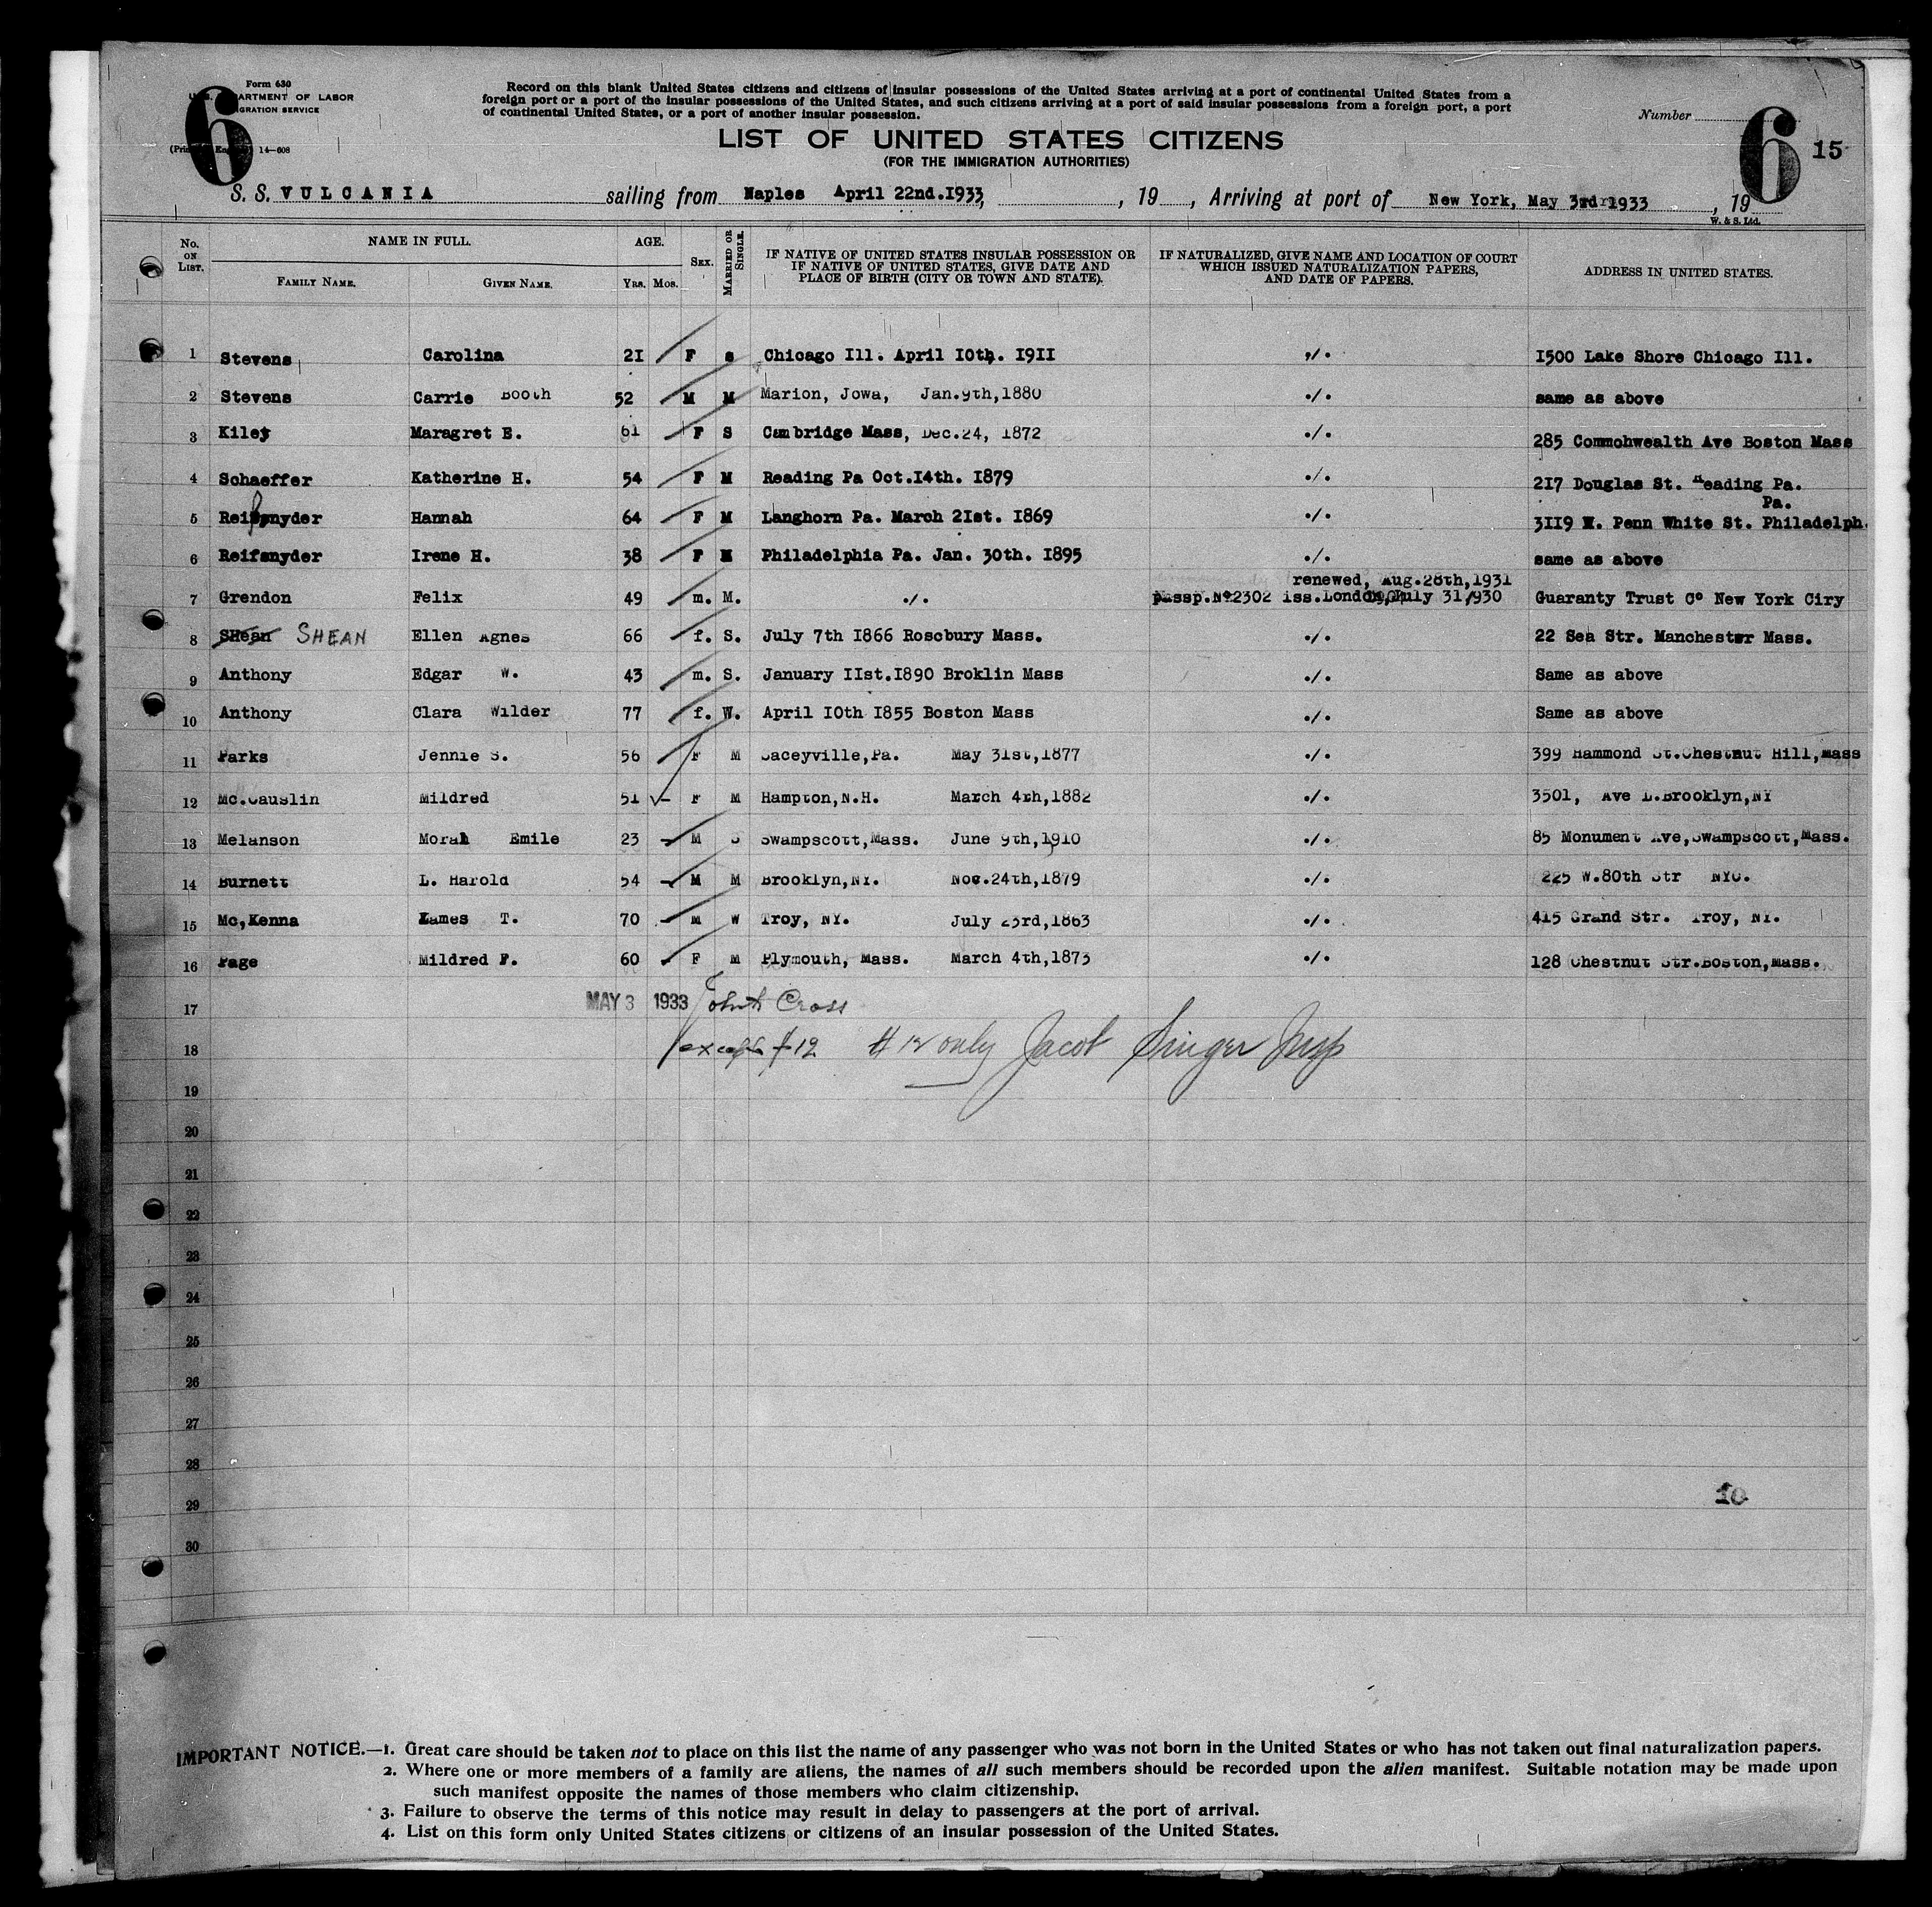 Form 630
U. S. DEPARTMENT OF LABOR
IMMIGRATION SERVICE
14—608
6
Record on this blank United States citizens and citizens of insular possessions of the United States arriving at a port of continental United States from a
foreign port or a port of the insular possessions of the United States, and such citizens arriving at a port of said insular possessions from a foreign port, a port
of continental United States, or a port of another insular possession.
Number
6 15
LIST OF UNITED STATES CITIZENS
(FOR THE IMMIGRATION AUTHORITIES)
S. S. VULCANIA sailing from Naples April 22nd.1933, , 19 , Arriving at port of New York, May 3rd 1933 , 19
W. & S. Ltd.
No. ON LIST. NAME IN FULL. FAMILY NAME. GIVEN NAME. AGE. YRS. MOS. SEX. MARRIED OR SINGLE. IF NATIVE OF UNITED STATES INSULAR POSSESSION OR IF NATIVE OF UNITED STATES, GIVE DATE AND PLACE OF BIRTH (CITY OR TOWN AND STATE). IF NATURALIZED, GIVE NAME AND LOCATION OF COURT WHICH ISSUED NATURALIZATION PAPERS, AND DATE OF PAPERS. ADDRESS IN UNITED STATES.
1 Stevens Carolina 21 F s Chicago Ill. April 10th. 1911 ./. 1500 Lake Shore Chicago Ill.
2 Stevens Carrie Booth 52 M M Marion, Jowa, Jan.9th,1880 ./. same as above
3 Kiley Maragret E. 61 F S Cambridge Mass, Dec.24, 1872 ./. 285 Commohwealth Ave Boston Mass
4 Schaeffer Katherine H. 54 F M Reading Pa Oct.14th. 1879 ./. 217 Douglas St. Reading Pa.
Pa.
5 Reifsnyder Hannah 64 F M Langhorn Pa. March 21st. 1869 ./. 3119 W. Penn White St. Philadelph.
6 Reifsnyder Irene H. 38 F M Philadelphia Pa. Jan. 30th. 1895 ./. same as above
renewed, Aug.28th,1931
7 Grendon Felix 49 m. M. ./. passp.No2302 iss.London, July 31/930 Guaranty Trust Co New York Ciry
8 SHean SHEAN Ellen Agnes 66 f. S. July 7th 1866 Rosebury Mass. ./. 22 Sea Str. Manchester Mass.
9 Anthony Edgar W. 43 m. S. January IIst.1890 Broklin Mass ./. Same as above
10 Anthony Clara Wilder 77 f. W. April 10th 1855 Boston Mass ./. Same as above
11 Parks Jennie S. 56 F M Laceyville,Pa. May 31st,1877 ./. 399 Hammond St.Chestnut Hill,Mass
12 Mc.Causlin Mildred 51 F M Hampton,N.H. March 4th,1882 ./. 3501, Ave L.Brooklyn,NY
13 Melanson Moral Emile 23 M S Swampscott,Mass. June 9th,1910 ./. 85 Monument Ave,Swampscott,Mass.
14 Burnett L. Harold 54 M M Brooklyn,NY. Nov.24th,1879 ./. 225 W.80th Str NYC.
15 Mc,Kenna James T. 70 M W Troy, NY. July 23rd,1863 ./. 415 Grand Str. Troy, NY.
16 Page Mildred F. 60 F M Plymouth, Mass. March 4th,1873 ./. 128 Chestnut Str.Boston,Mass.
17 MAY 3 1933 Cross
18 except #12 #12 only Jacob Singer Insp
19
20
21
22
23
24
25
26
27
28
29
10
30
IMPORTANT NOTICE.—1. Great care should be taken not to place on this list the name of any passenger who was not born in the United States or who has not taken out final naturalization papers.
2. Where one or more members of a family are aliens, the names of all such members should be recorded upon the alien manifest. Suitable notation may be made upon
such manifest opposite the names of those members who claim citizenship.
3. Failure to observe the terms of this notice may result in delay to passengers at the port of arrival.
4. List on this form only United States citizens or citizens of an insular possession of the United States.